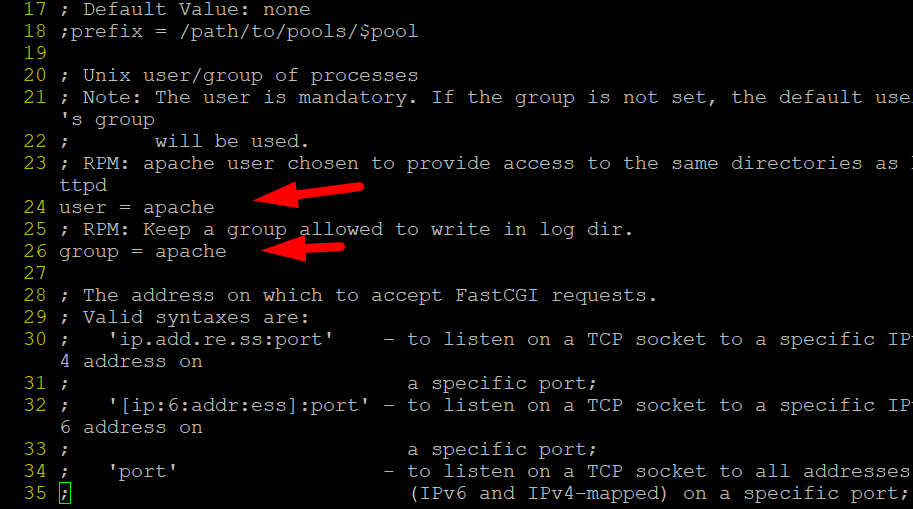 17 ; Default Value: none
18 ;prefix = /path/to/pools/$pool
19
20 ; Unix user/group of processes
21 ; Note: The user is mandatory. If the group is not set, the default use
's group
22 ;       will be used.
23 ; RPM: apache user chosen to provide access to the same directories as
ttpd
24 user = apache
25 ; RPM: Keep a group allowed to write in log dir.
26 group = apache
27
28 ; The address on which to accept FastCGI requests.
29 ; Valid syntaxes are:
30 ;   'ip.add.re.ss:port'    - to listen on a TCP socket to a specific IPv
4 address on
31 ;                            a specific port;
32 ;   '[ip:6:addr:ess]:port' - to listen on a TCP socket to a specific IPv
6 address on
33 ;                            a specific port;
34 ;   'port'                 - to listen on a TCP socket to all addresses
35 ;                            (IPv6 and IPv4-mapped) on a specific port;